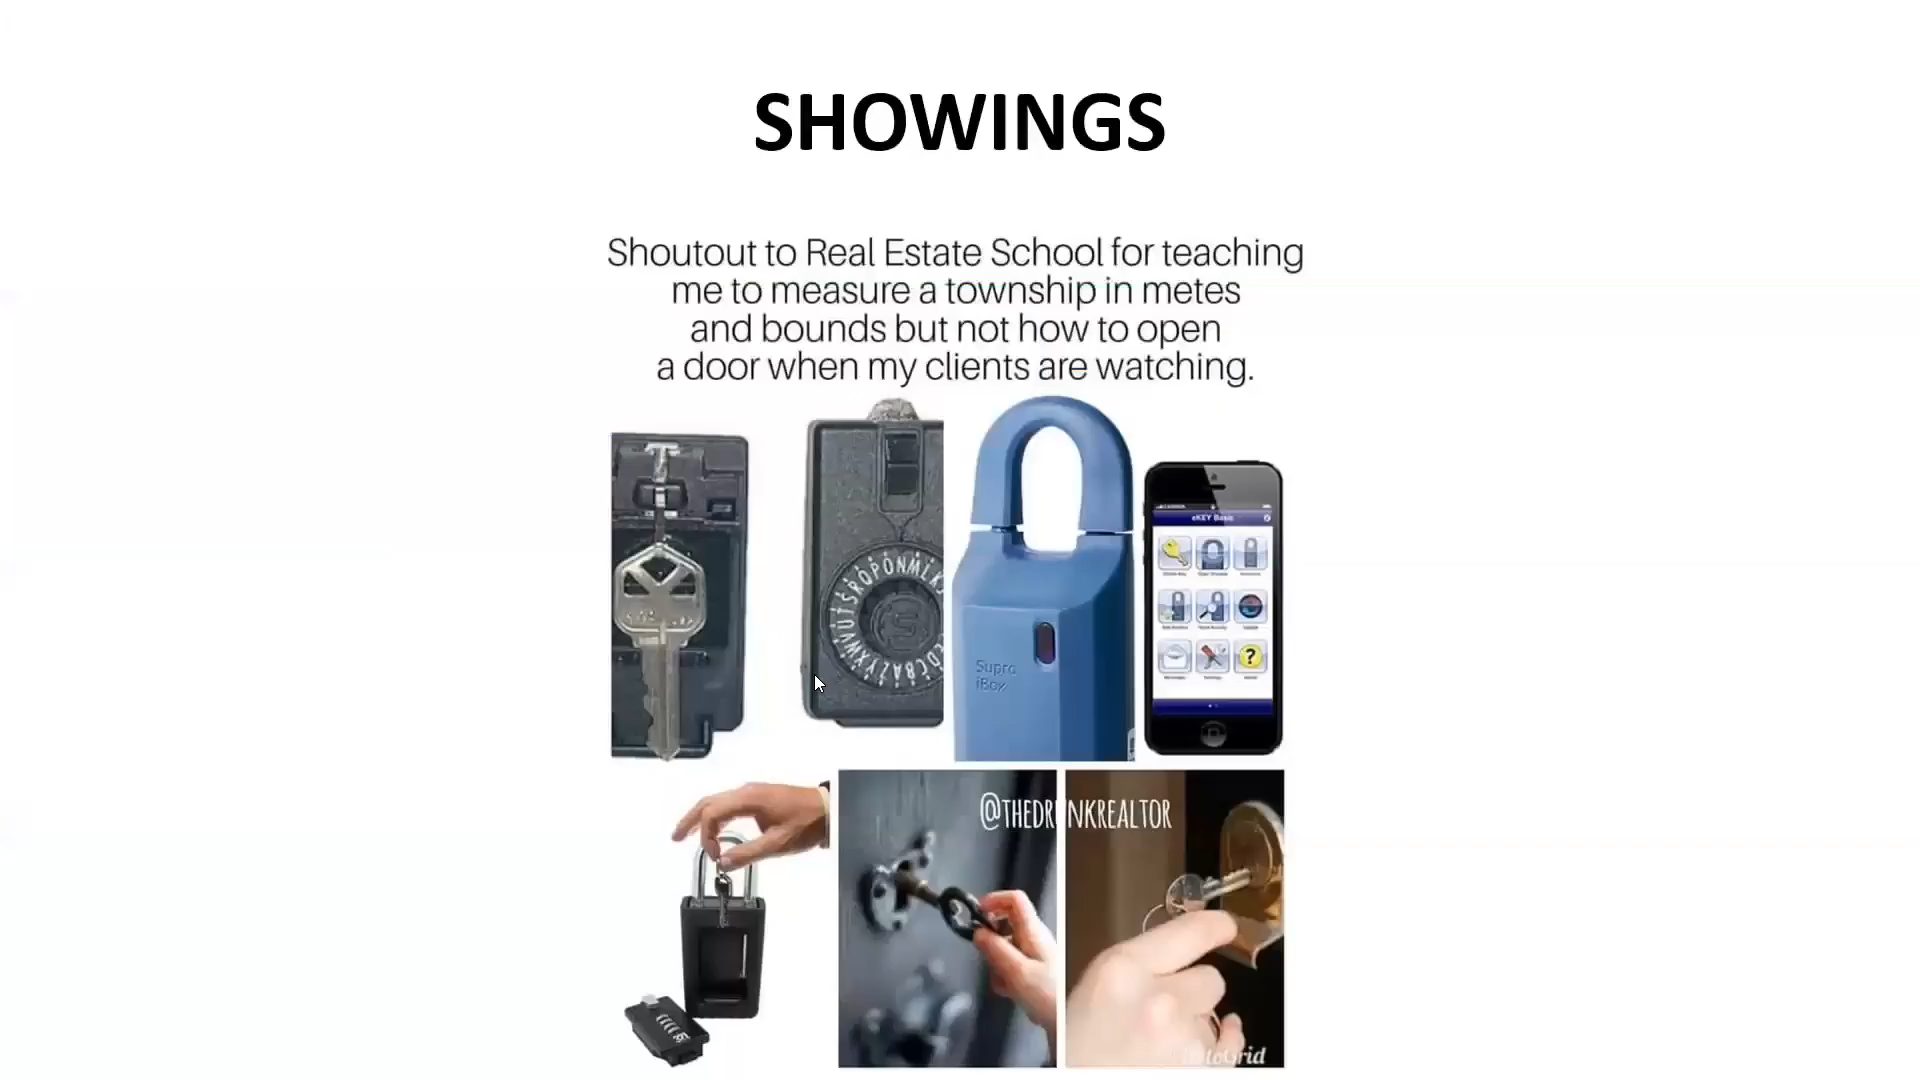 SHOWINGS
Shoutout to Real Estate School for teaching
me to measure a township in metes
and bounds but not how to open
a door when my clients are watching.
eKEY Basic
Supra
iBox
@THEDRUNKREALTOR